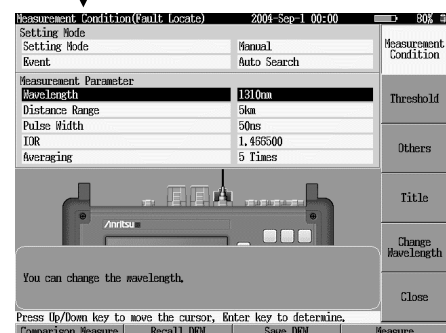 Measurement Condition(Fault Locate) 2004-Sep-1 00:00 80%
Setting Mode
Setting Mode Manual
Event Auto Search
Measurement Parameter
Wavelength 1310nm
Distance Range 5km
Pulse Width 50ns
IOR 1.466500
Averaging 5 Times
Anritsu
You can change the wavelength.
Press Up/Down key to move the cursor, Enter key to determine.
Comparison Measure Recall DFN Save DFN Measure
Measurement
Condition
Threshold
Others
Title
Change
Wavelength
Close